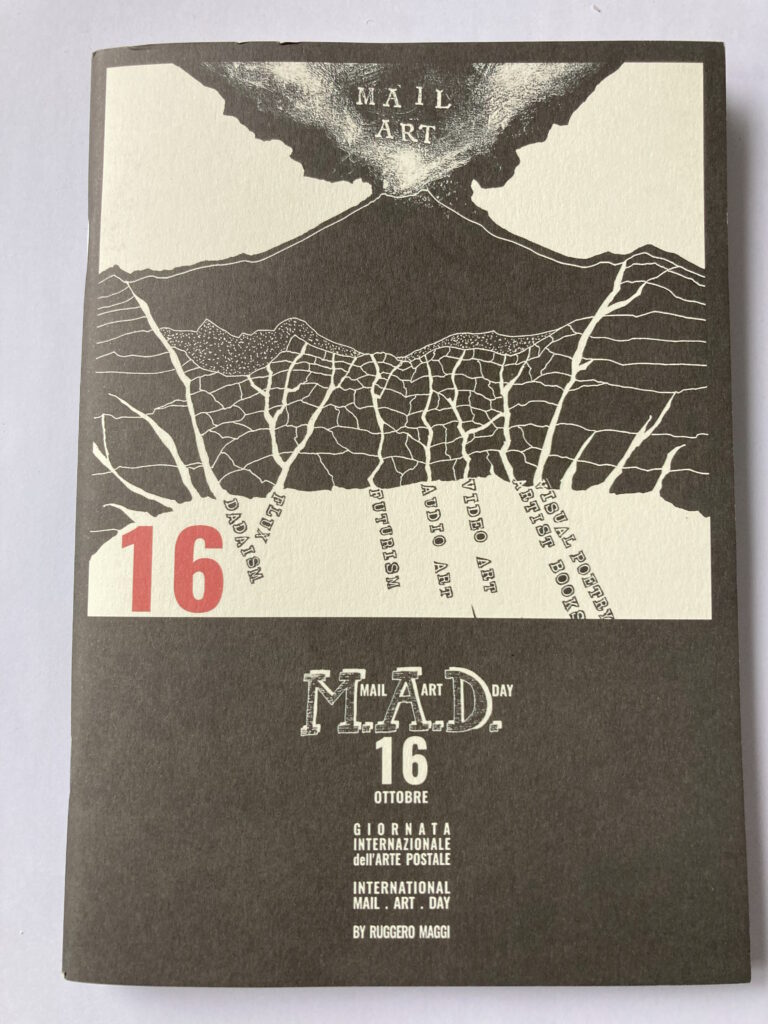 MAIL
ART
DADAISM
FLUX
FUTURISM
AUDIO ART
VIDEO ART
ARTIST BOOKS
VISUAL POETRY
16
M.A.D.
MAIL ART DAY
16
OTTOBRE
GIORNATA
INTERNAZIONALE
dell'ARTE POSTALE
INTERNATIONAL
MAIL . ART . DAY
BY RUGGERO MAGGI